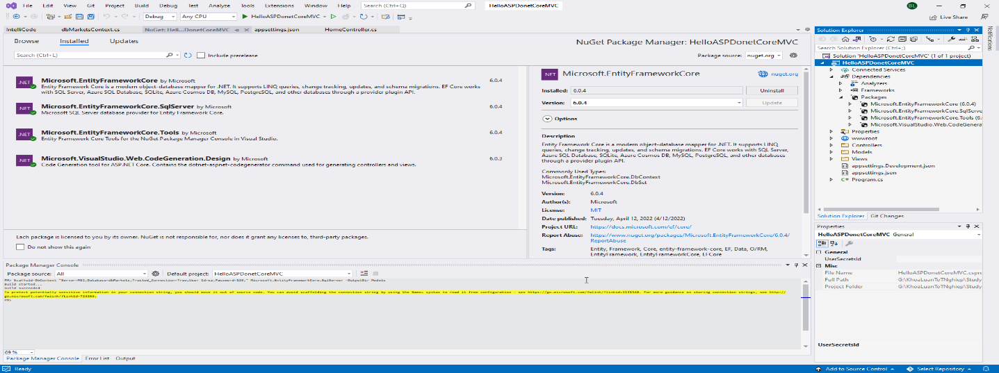 File Edit View Git Project Build Debug Test Analyze Tools Extensions Window Help Search (Ctrl+Q) HelloASPDonetCoreMVC BL
Debug Any CPU HelloASPDonetCoreMVC Live Share
IntelliCode dbMarketsContext.cs NuGet: Hell...DonetCoreMVC appsettings.json HomeController.cs
Browse Installed Updates NuGet Package Manager: HelloASPDonetCoreMVC
Search (Ctrl+L) Include prerelease Package source: nuget.org
.NET Microsoft.EntityFrameworkCore by Microsoft 6.0.4
Entity Framework Core is a modern object-database mapper for .NET. It supports LINQ queries, change tracking, updates, and schema migrations. EF Core works
with SQL Server, Azure SQL Database, SQLite, Azure Cosmos DB, MySQL, PostgreSQL, and other databases through a provider plugin API.
.NET Microsoft.EntityFrameworkCore.SqlServer by Microsoft 6.0.4
Microsoft SQL Server database provider for Entity Framework Core.
.NET Microsoft.EntityFrameworkCore.Tools by Microsoft 6.0.4
Entity Framework Core Tools for the NuGet Package Manager Console in Visual Studio.
.NET Microsoft.VisualStudio.Web.CodeGeneration.Design by Microsoft 6.0.3
Code Generation tool for ASP.NET Core. Contains the dotnet-aspnet-codegenerator command used for generating controllers and views.
Each package is licensed to you by its owner. NuGet is not responsible for, nor does it grant any licenses to, third-party packages.
Do not show this again
.NET Microsoft.EntityFrameworkCore nuget.org
Installed: 6.0.4 Uninstall
Version: 6.0.4 Update
Options
Description
Entity Framework Core is a modern object-database mapper for .NET. It supports LINQ
queries, change tracking, updates, and schema migrations. EF Core works with SQL Server,
Azure SQL Database, SQLite, Azure Cosmos DB, MySQL, PostgreSQL, and other databases
through a provider plugin API.
Commonly Used Types:
Microsoft.EntityFrameworkCore.DbContext
Microsoft.EntityFrameworkCore.DbSet
Version: 6.0.4
Author(s): Microsoft
License: MIT
Date published: Tuesday, April 12, 2022 (4/12/2022)
Project URL: https://docs.microsoft.com/ef/core/
Report Abuse: https://www.nuget.org/packages/Microsoft.EntityFrameworkCore/6.0.4/
ReportAbuse
Tags: Entity, Framework, Core, entity-framework-core, EF, Data, O/RM,
EntityFramework, EntityFrameworkCore, EFCore
Solution Explorer
Search Solution Explorer (Ctrl+;)
Solution 'HelloASPDonetCoreMVC' (1 of 1 project)
HelloASPDonetCoreMVC
Connected Services
Dependencies
Analyzers
Frameworks
Packages
Microsoft.EntityFrameworkCore (6.0.4)
Microsoft.EntityFrameworkCore.SqlServe
Microsoft.EntityFrameworkCore.Tools (6.
Microsoft.VisualStudio.Web.CodeGenera
Properties
wwwroot
Controllers
Models
Views
appsettings.Development.json
appsettings.json
C# Program.cs
Solution Explorer Git Changes
Notifications
Properties
HelloASPDonetCoreMVC General
General
UserSecretsId
Misc
File Name HelloASPDonetCoreMVC.cspro
Full Path G:\KhoaLuanToTNghiep\Study
Project Folder G:\KhoaLuanToTNghiep\Study
UserSecretsId
Package Manager Console
Package source: All Default project: HelloASPDonetCoreMVC
PM> Scaffold-DbContext "Server=MSI;Database=dbMarkets;Trusted_Connection=True;User Id=sa;Password=123;" Microsoft.EntityFrameworkCore.SqlServer -OutputDir Models
Build started...
Build succeeded.
To protect potentially sensitive information in your connection string, you should move it out of source code. You can avoid scaffolding the connection string by using the Name= syntax to read it from configuration - see https://go.microsoft.com/fwlink/?linkid=2131148. For more guidance on storing connection strings, see http://
go.microsoft.com/fwlink/?LinkId=723263.
PM>
69 %
Package Manager Console Error List Output
Ready Add to Source Control Select Repository